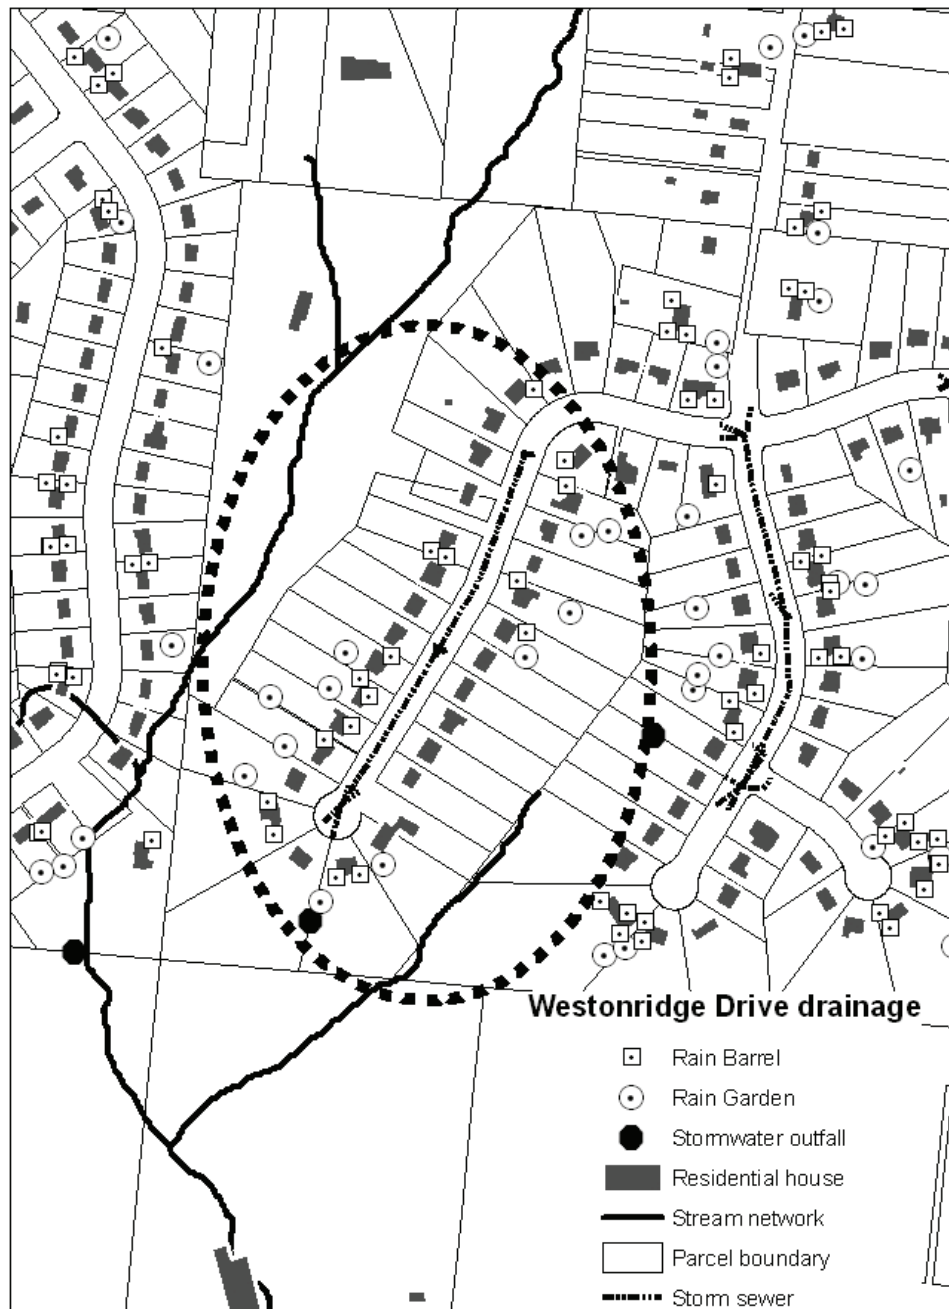 Westonridge Drive drainage
Rain Barrel
Rain Garden
Stormwater outfall
Residential house
Stream network
Parcel boundary
Storm sewer